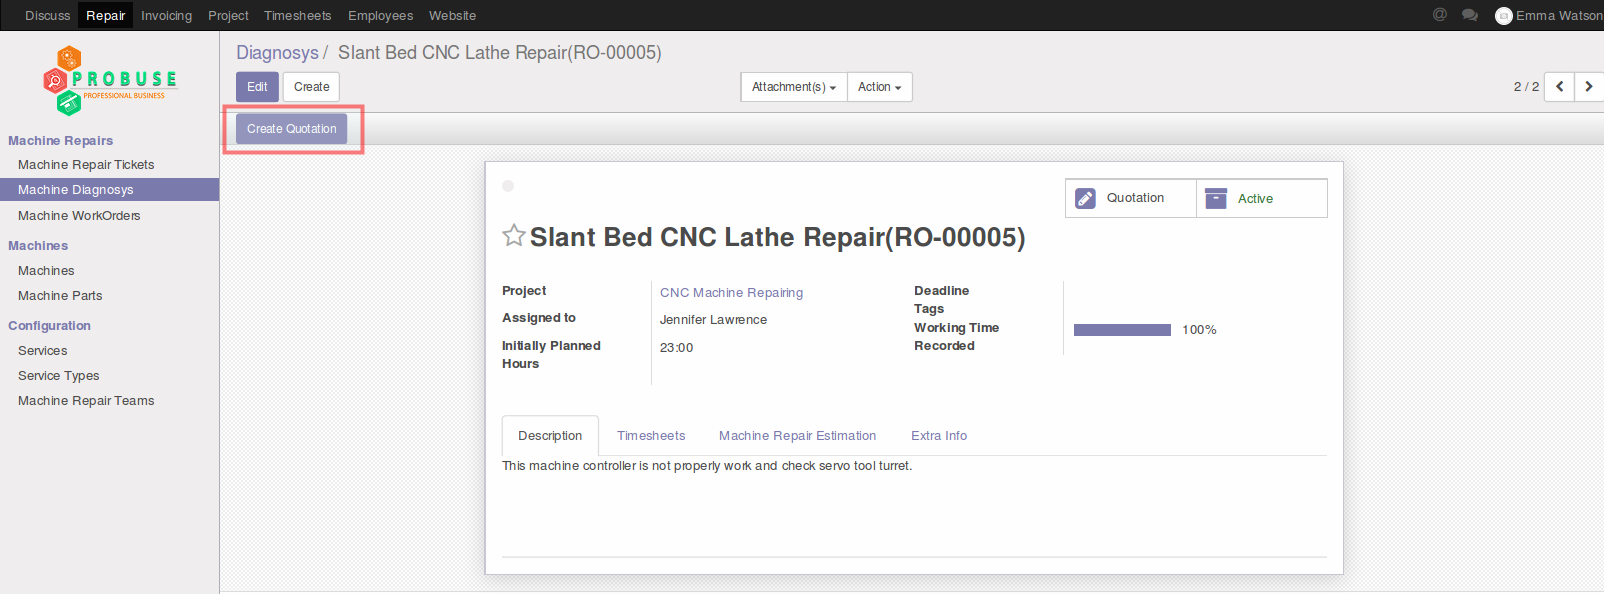 Discuss Repair Invoicing Project Timesheets Employees Website Emma Watson
PROBUSE
PROFESSIONAL BUSINESS
Machine Repairs
Machine Repair Tickets
Machine Diagnosys
Machine WorkOrders
Machines
Machines
Machine Parts
Configuration
Services
Service Types
Machine Repair Teams
Diagnosys / Slant Bed CNC Lathe Repair(RO-00005)
Edit Create Attachment(s) Action 2 / 2
Create Quotation
Quotation Active
Slant Bed CNC Lathe Repair(RO-00005)
Project CNC Machine Repairing
Assigned to Jennifer Lawrence
Initially Planned Hours 23:00
Deadline
Tags
Working Time Recorded 100%
Description Timesheets Machine Repair Estimation Extra Info
This machine controller is not properly work and check servo tool turret.